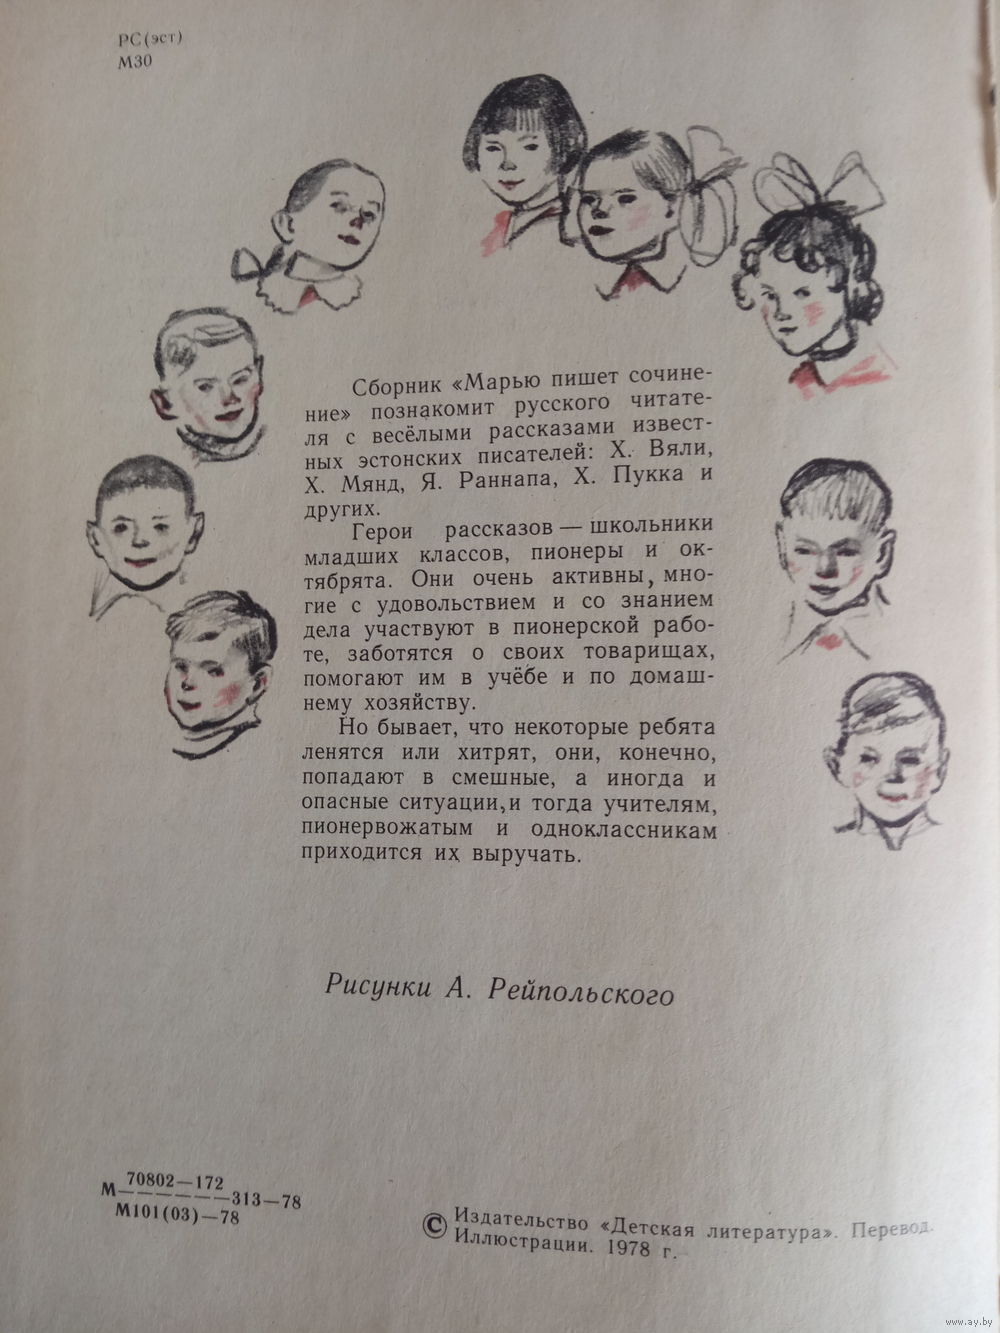 РС(эст)
М30
Сборник «Марью пишет сочине-
ние» познакомит русского читате-
ля с весёлыми рассказами извест-
ных эстонских писателей: Х. Вяли,
Х. Мянд, Я. Раннапа, Х. Пукка и
других.
Герои рассказов — школьники
младших классов, пионеры и ок-
тябрята. Они очень активны, мно-
гие с удовольствием и со знанием
дела участвуют в пионерской рабо-
те, заботятся о своих товарищах,
помогают им в учёбе и по домаш-
нему хозяйству.
Но бывает, что некоторые ребята
ленятся или хитрят, они, конечно,
попадают в смешные, а иногда и
опасные ситуации, и тогда учителям,
пионервожатым и одноклассникам
приходится их выручать.
Рисунки А. Рейпольского
70802—172
М———————313—78
М101(03)—78
© Издательство «Детская литература». Перевод.
Иллюстрации. 1978 г.
www.ay.by